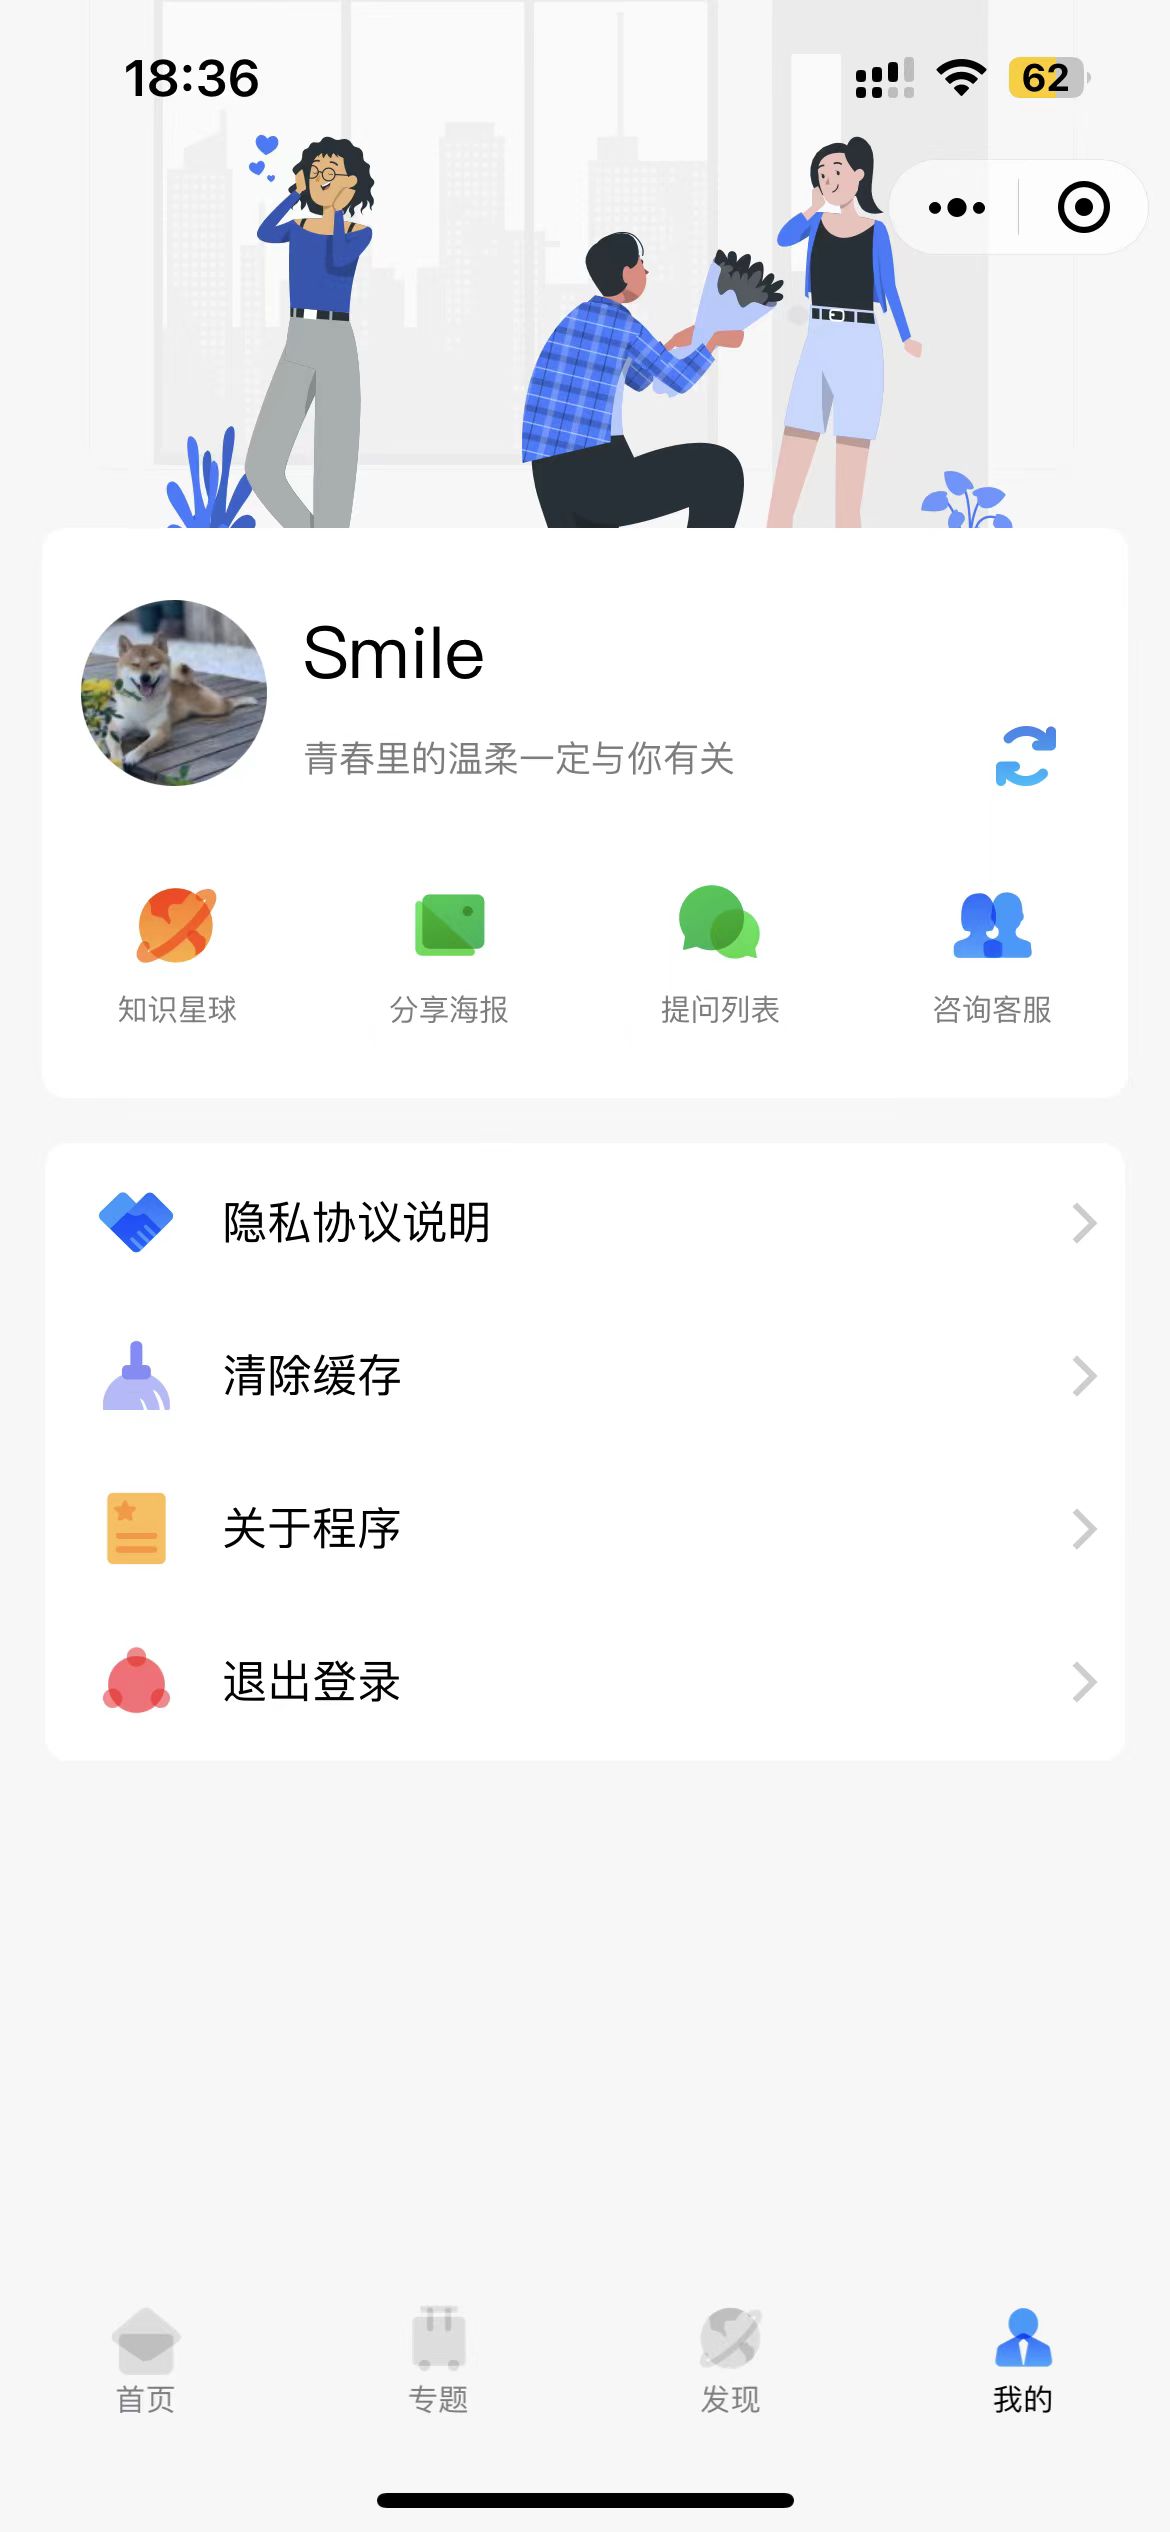 18:36
62
Smile
青春里的温柔一定与你有关
知识星球
分享海报
提问列表
咨询客服
隐私协议说明
清除缓存
关于程序
退出登录
首页
专题
发现
我的